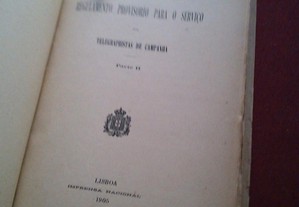 REGULAMENTO PROVISORIO PARA O SERVIÇO
TELEGRAPHISTAS DE CAMPANHA
LISBOA
IMPRENSA NACIONAL